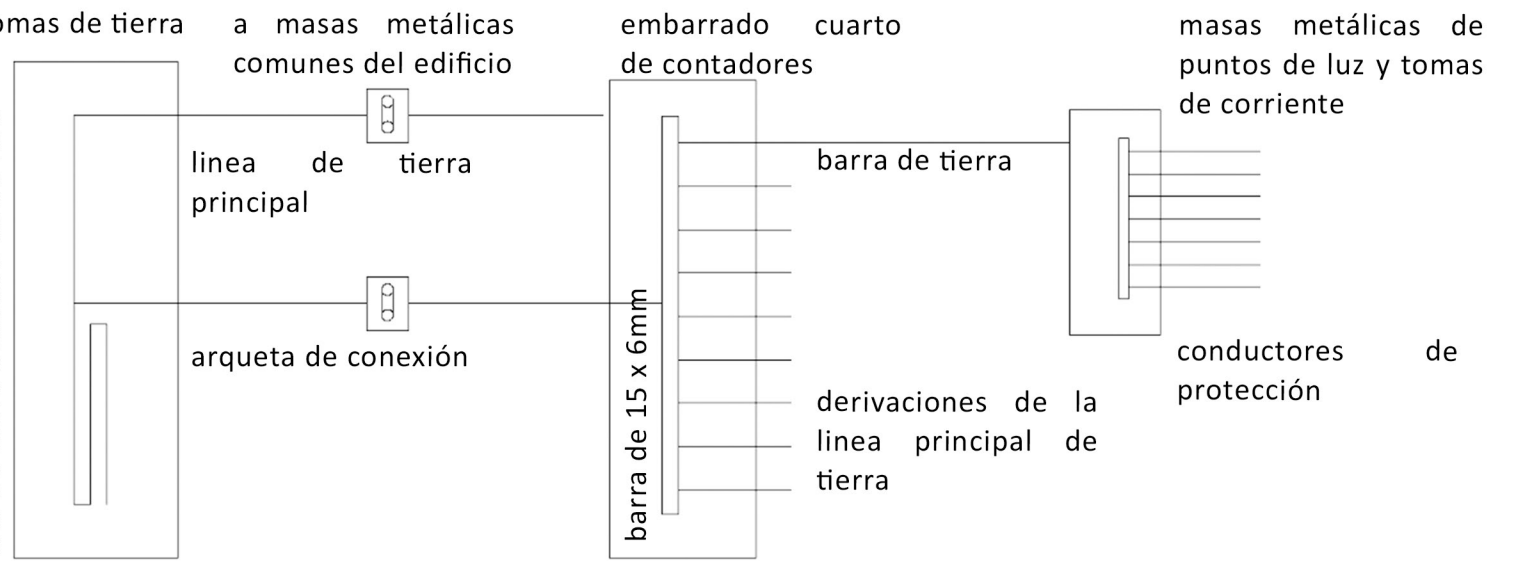 omas de tierra
a masas metálicas
comunes del edificio
embarrado cuarto
de contadores
masas metálicas de
puntos de luz y tomas
de corriente
linea de tierra
principal
barra de tierra
arqueta de conexión
barra de 15 x 6mm
derivaciones de la
linea principal de
tierra
conductores de
protección